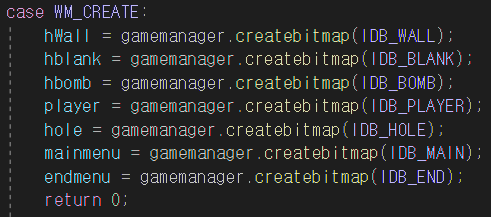 case WM_CREATE:
hWall = gamemanager.createbitmap(IDB_WALL);
hblank = gamemanager.createbitmap(IDB_BLANK);
hbomb = gamemanager.createbitmap(IDB_BOMB);
player = gamemanager.createbitmap(IDB_PLAYER);
hole = gamemanager.createbitmap(IDB_HOLE);
mainmenu = gamemanager.createbitmap(IDB_MAIN);
endmenu = gamemanager.createbitmap(IDB_END);
return 0;